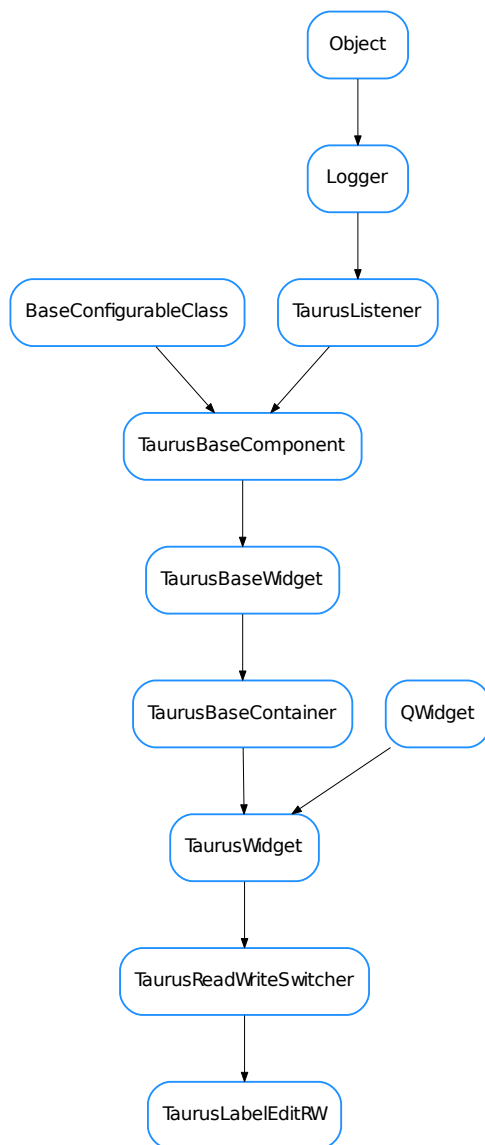 Object
Logger
BaseConfigurableClass
TaurusListener
TaurusBaseComponent
TaurusBaseWidget
TaurusBaseContainer
QWidget
TaurusWidget
TaurusReadWriteSwitcher
TaurusLabelEditRW